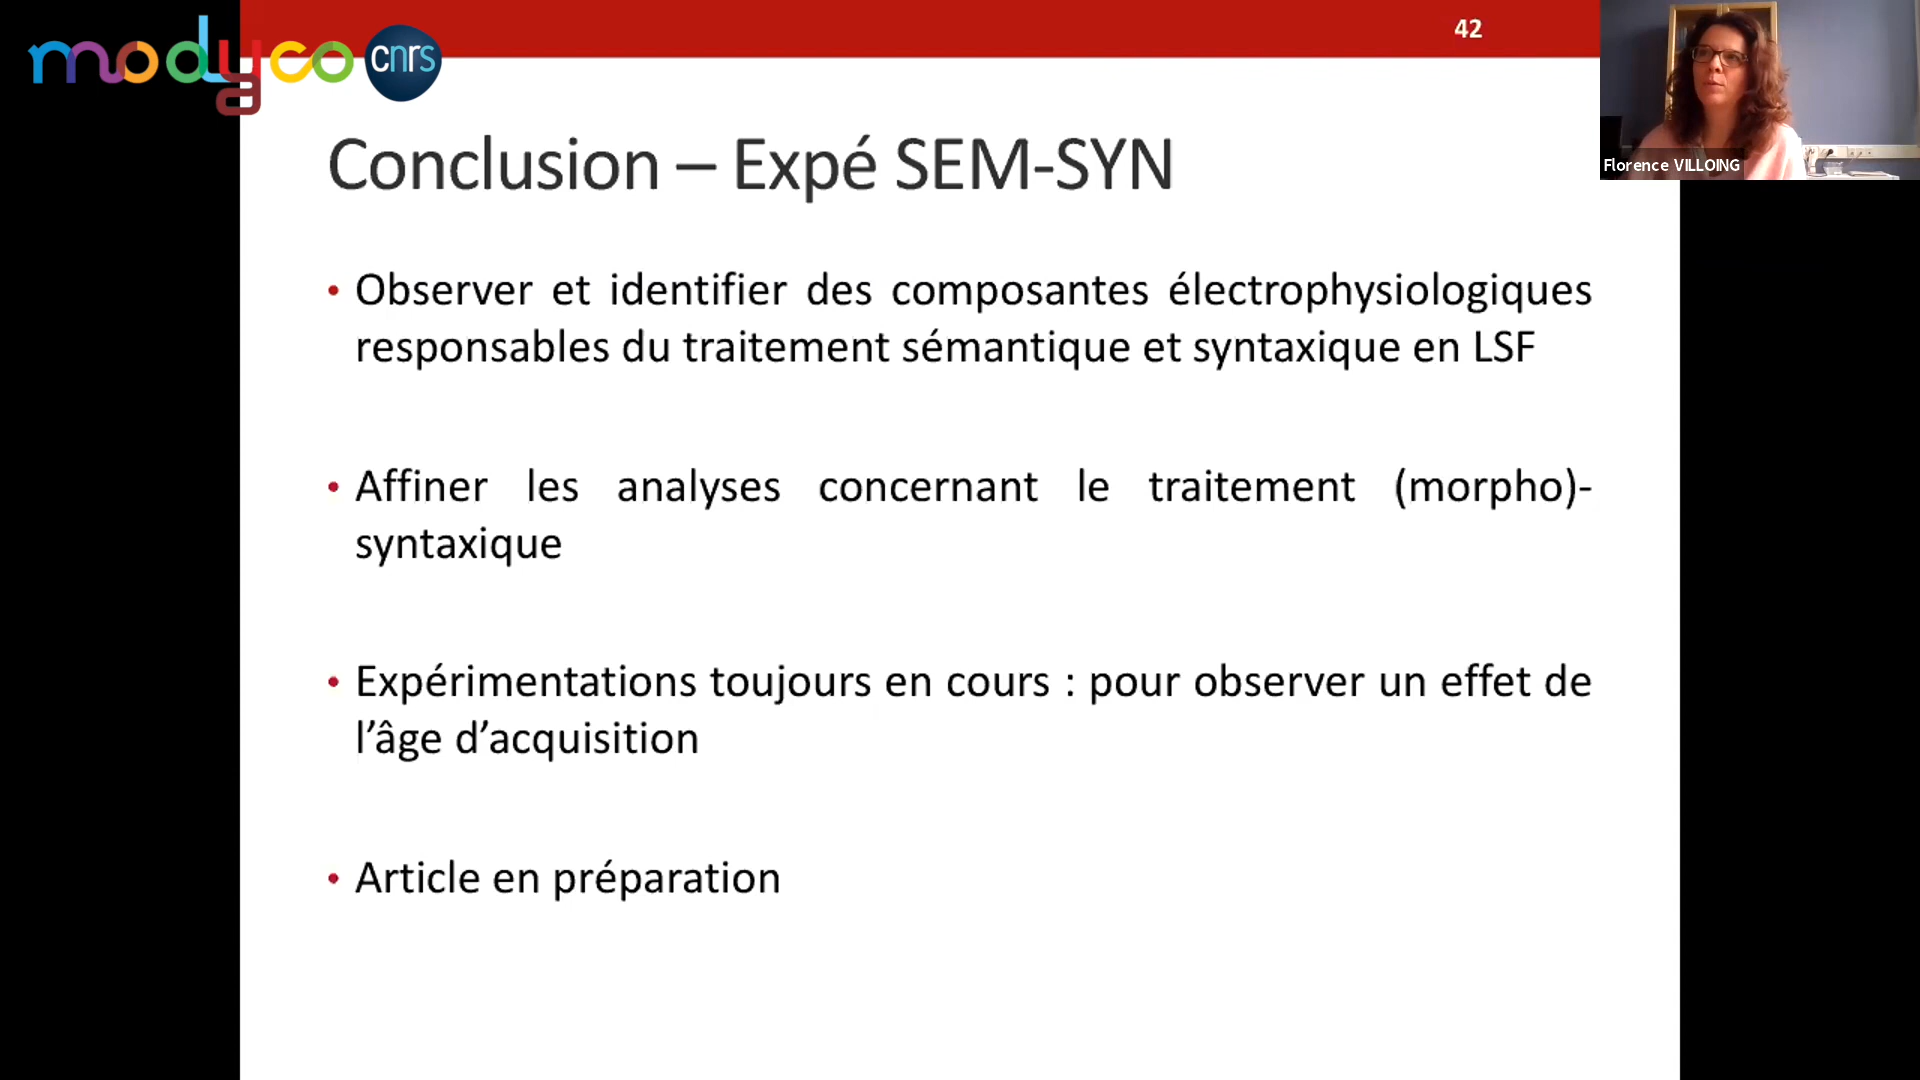 modyco cnrs
42
Florence VILLOING
Conclusion – Expé SEM-SYN
• Observer et identifier des composantes électrophysiologiques
responsables du traitement sémantique et syntaxique en LSF
• Affiner les analyses concernant le traitement (morpho)-
syntaxique
• Expérimentations toujours en cours : pour observer un effet de
l’âge d’acquisition
• Article en préparation